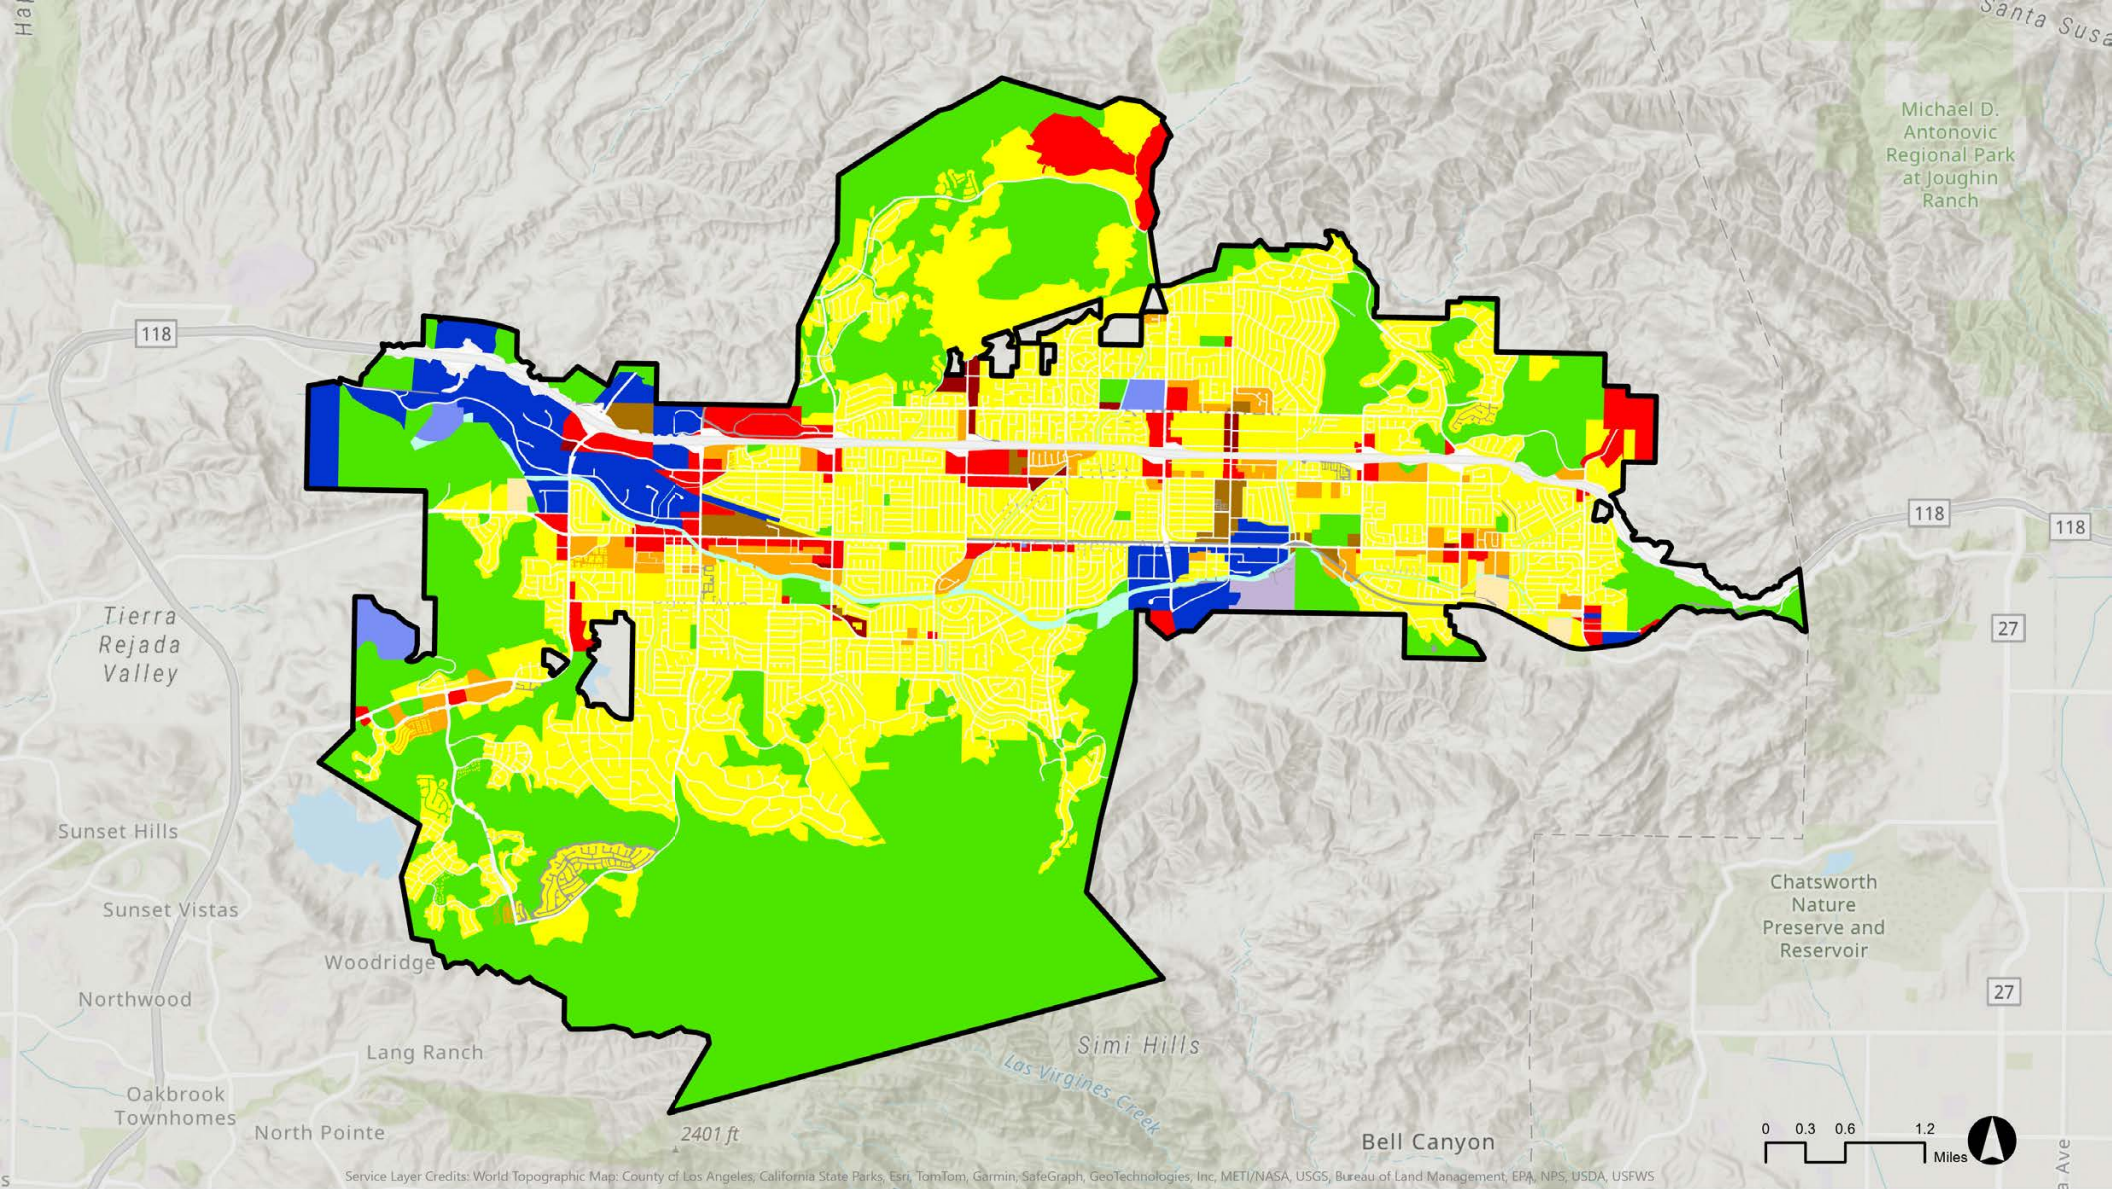 Santa Susa
Michael D.
Antonovic
Regional Park
at Joughin
Ranch
118
118
118
Tierra
Rejada
Valley
27
Sunset Hills
Chatsworth
Nature
Preserve and
Reservoir
Sunset Vistas
Woodridge
Northwood
27
Simi Hills
Lang Ranch
Las Virgines Creek
Oakbrook
Townhomes
North Pointe
2401 ft
Bell Canyon
0 0.3 0.6 1.2
Miles
Ave
Service Layer Credits: World Topographic Map: County of Los Angeles, California State Parks, Esri, TomTom, Garmin, SafeGraph, GeoTechnologies, Inc, METI/NASA, USGS, Bureau of Land Management, EPA, NPS, USDA, USFWS